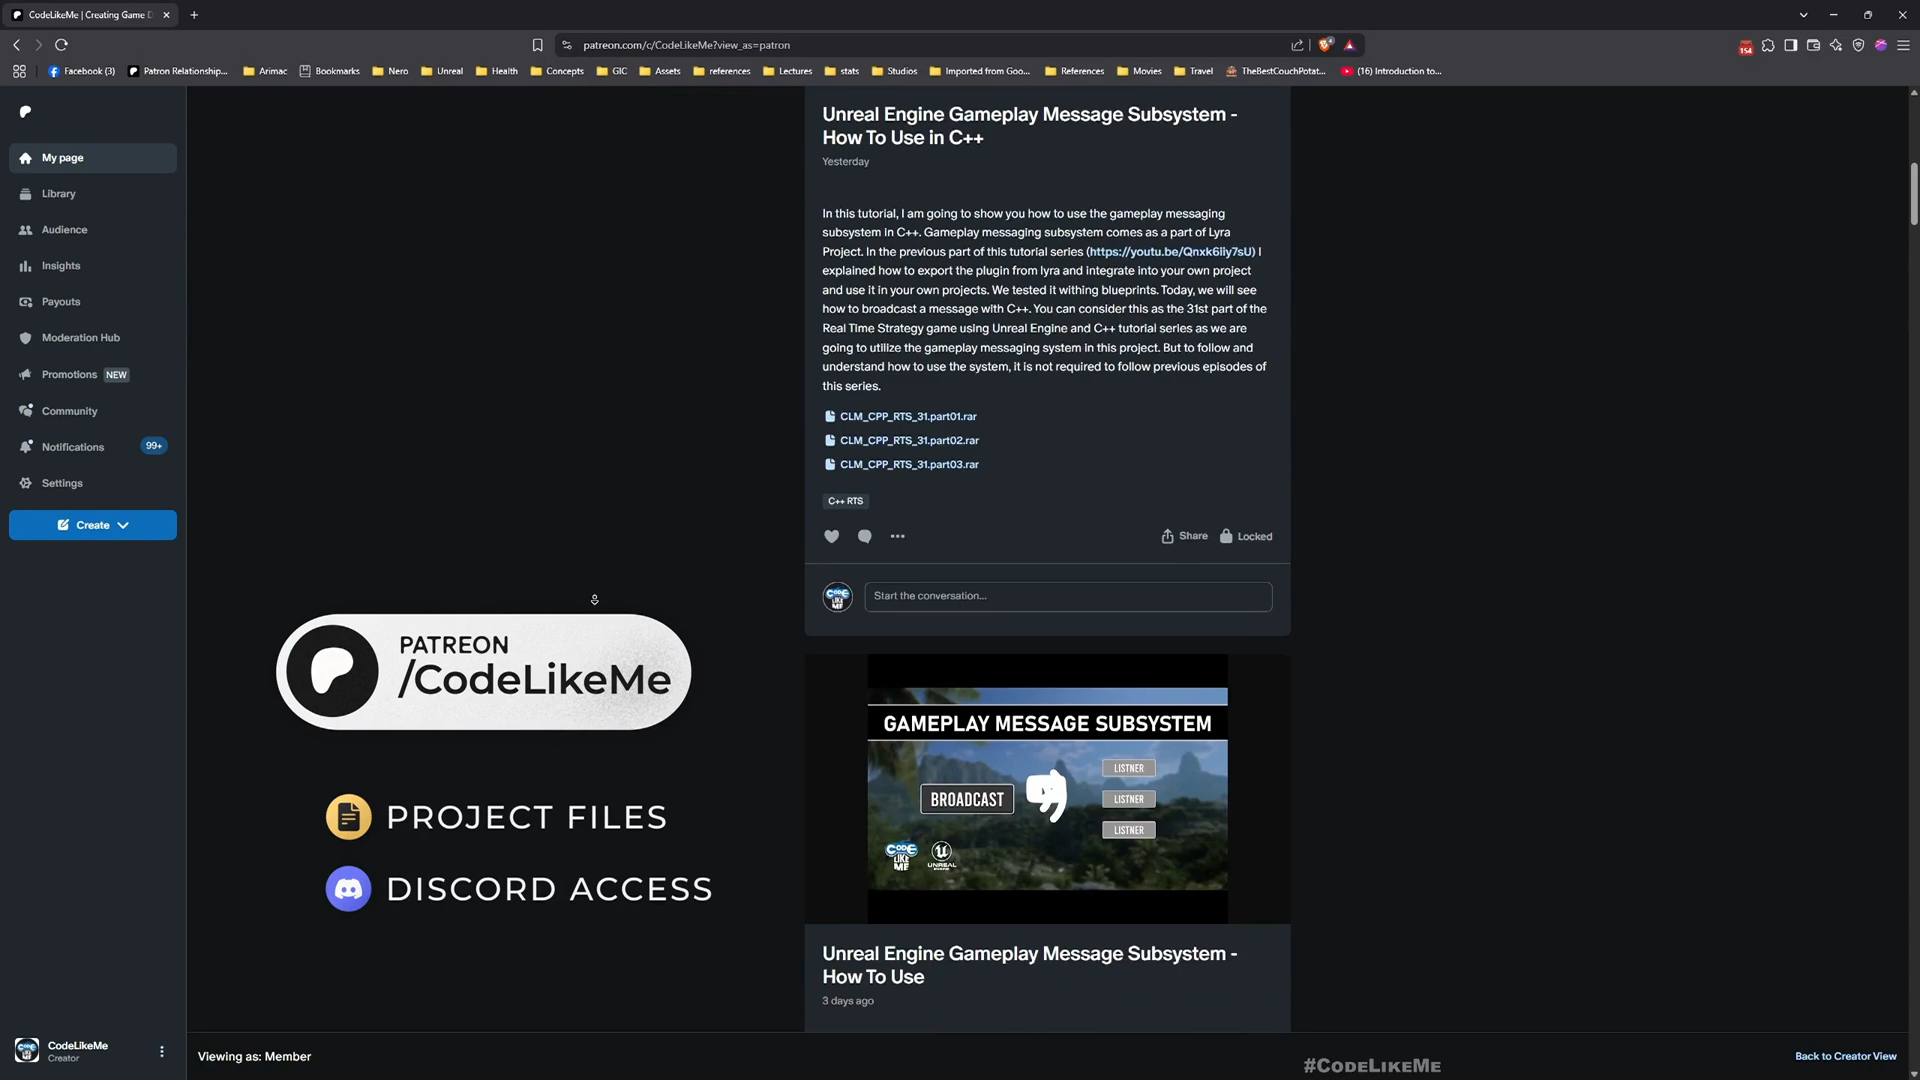 CodeLikeMe | Creating Game D
patreon.com/c/CodeLikeMe?view_as=patron
154
Facebook (3)
Patron Relationship...
Arimac
Bookmarks
Nero
Unreal
Health
Concepts
GIC
Assets
references
Lectures
stats
Studios
Imported from Goo...
References
Movies
Travel
TheBestCouchPotat...
(16) Introduction to...
My page
Library
Audience
Insights
Payouts
Moderation Hub
Promotions NEW
Community
Notifications 99+
Settings
Create
Unreal Engine Gameplay Message Subsystem -
How To Use in C++
Yesterday
In this tutorial, I am going to show you how to use the gameplay messaging
subsystem in C++. Gameplay messaging subsystem comes as a part of Lyra
Project. In the previous part of this tutorial series (https://youtu.be/Qnxk6iiy7sU) I
explained how to export the plugin from lyra and integrate into your own project
and use it in your own projects. We tested it withing blueprints. Today, we will see
how to broadcast a message with C++. You can consider this as the 31st part of the
Real Time Strategy game using Unreal Engine and C++ tutorial series as we are
going to utilize the gameplay messaging system in this project. But to follow and
understand how to use the system, it is not required to follow previous episodes of
this series.
CLM_CPP_RTS_31.part01.rar
CLM_CPP_RTS_31.part02.rar
CLM_CPP_RTS_31.part03.rar
C++ RTS
Share
Locked
CODE
LIKE
ME
Start the conversation...
PATREON
/CodeLikeMe
PROJECT FILES
DISCORD ACCESS
GAMEPLAY MESSAGE SUBSYSTEM
BROADCAST
LISTNER
LISTNER
LISTNER
CODE
LIKE
ME
UNREAL
Unreal Engine Gameplay Message Subsystem -
How To Use
3 days ago
CodeLikeMe
Creator
Viewing as: Member
#CodeLikeMe
Back to Creator View